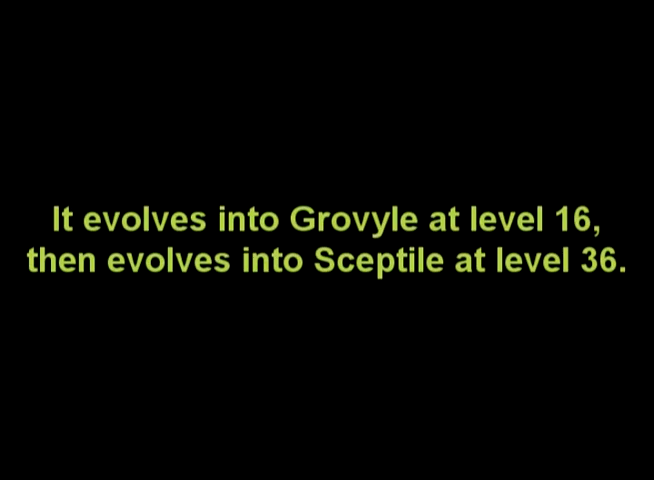 It evolves into Grovyle at level 16,
then evolves into Sceptile at level 36.